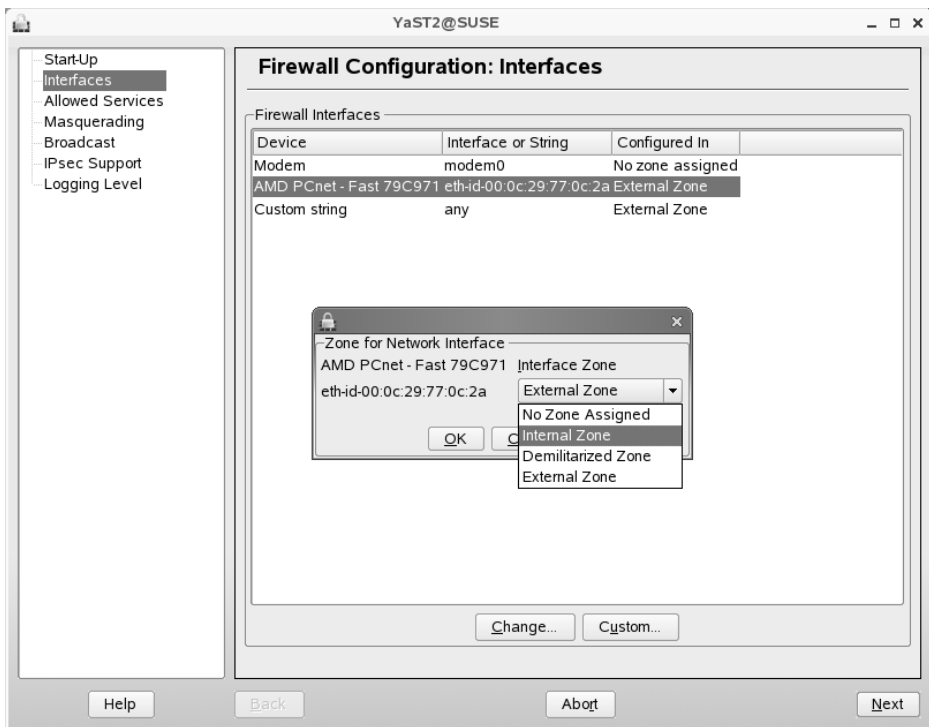 YaST2@SUSE
Start-Up
Interfaces
Allowed Services
Masquerading
Broadcast
IPsec Support
Logging Level
Firewall Configuration: Interfaces
Firewall Interfaces
Device Interface or String Configured In
Modem modem0 No zone assigned
AMD PCnet - Fast 79C971 eth-id-00:0c:29:77:0c:2a External Zone
Custom string any External Zone
Zone for Network Interface
AMD PCnet - Fast 79C971 Interface Zone
eth-id-00:0c:29:77:0c:2a External Zone
No Zone Assigned
OK Internal Zone
Demilitarized Zone
External Zone
Change... Custom...
Help Back Abort Next